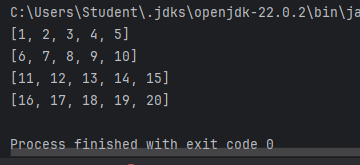 C:\Users\Student\.jdks\openjdk-22.0.2\bin\ja
[1, 2, 3, 4, 5]
[6, 7, 8, 9, 10]
[11, 12, 13, 14, 15]
[16, 17, 18, 19, 20]
Process finished with exit code 0